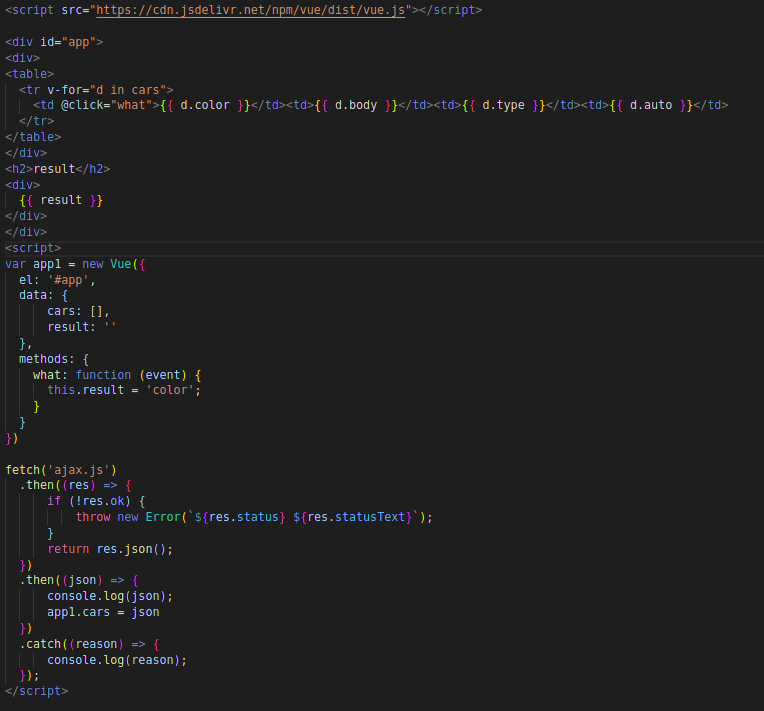 <script src="https://cdn.jsdelivr.net/npm/vue/dist/vue.js"></script>
<div id="app">
<div>
<table>
  <tr v-for="d in cars">
    <td @click="what">{{ d.color }}</td><td>{{ d.body }}</td><td>{{ d.type }}</td><td>{{ d.auto }}</td>
  </tr>
</table>
</div>
<h2>result</h2>
<div>
  {{ result }}
</div>
</div>
<script>
var app1 = new Vue({
  el: '#app',
  data: {
      cars: [],
      result: ''
  },
  methods: {
    what: function (event) {
      this.result = 'color';
    }
  }
})
fetch('ajax.js')
  .then((res) => {
      if (!res.ok) {
          throw new Error(`${res.status} ${res.statusText}`);
      }
      return res.json();
  })
  .then((json) => {
      console.log(json);
      app1.cars = json
  })
  .catch((reason) => {
      console.log(reason);
  });
</script>